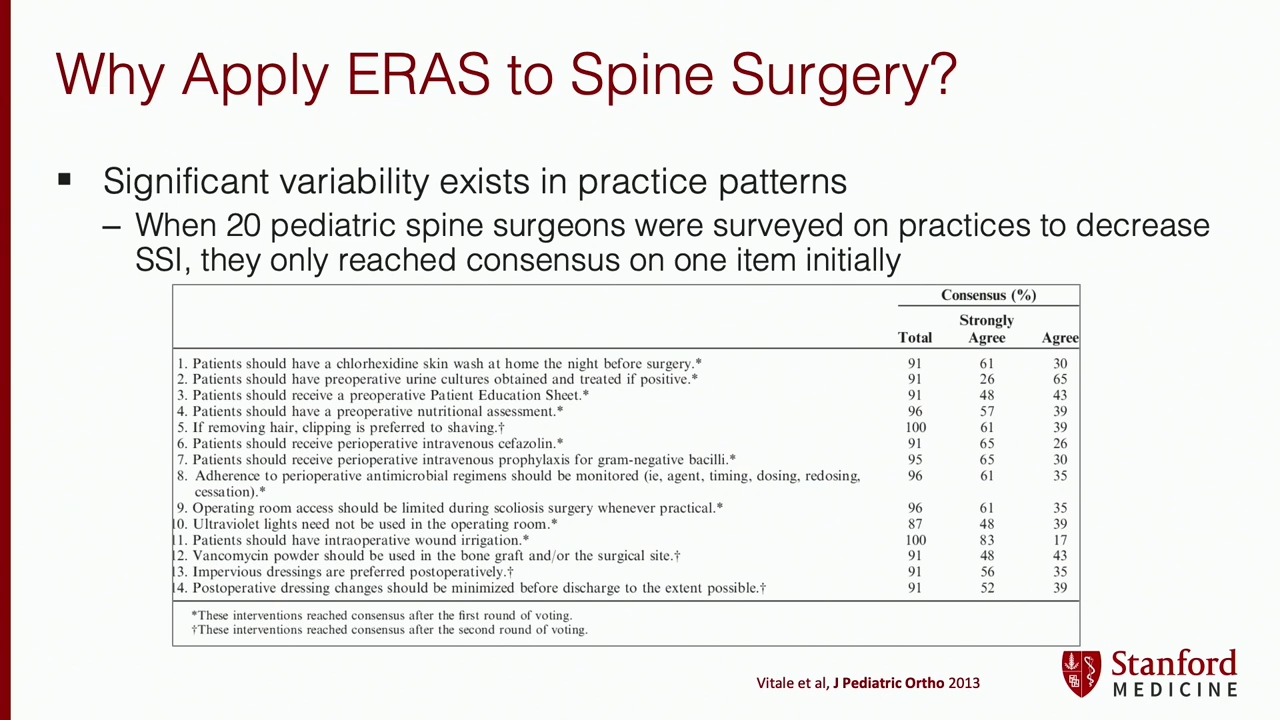 Why Apply ERAS to Spine Surgery?
▪ Significant variability exists in practice patterns
– When 20 pediatric spine surgeons were surveyed on practices to decrease
SSI, they only reached consensus on one item initially
Consensus (%)
Total Strongly Agree Agree
1. Patients should have a chlorhexidine skin wash at home the night before surgery.* 91 61 30
2. Patients should have preoperative urine cultures obtained and treated if positive.* 91 26 65
3. Patients should receive a preoperative Patient Education Sheet.* 91 48 43
4. Patients should have a preoperative nutritional assessment.* 96 57 39
5. If removing hair, clipping is preferred to shaving.† 100 61 39
6. Patients should receive perioperative intravenous cefazolin.* 91 65 26
7. Patients should receive perioperative intravenous prophylaxis for gram-negative bacilli.* 95 65 30
8. Adherence to perioperative antimicrobial regimens should be monitored (ie, agent, timing, dosing, redosing, 96 61 35
cessation).*
9. Operating room access should be limited during scoliosis surgery whenever practical.* 96 61 35
10. Ultraviolet lights need not be used in the operating room.* 87 48 39
11. Patients should have intraoperative wound irrigation.* 100 83 17
12. Vancomycin powder should be used in the bone graft and/or the surgical site.† 91 48 43
13. Impervious dressings are preferred postoperatively.† 91 56 35
14. Postoperative dressing changes should be minimized before discharge to the extent possible.† 91 52 39
*These interventions reached consensus after the first round of voting.
†These interventions reached consensus after the second round of voting.
Vitale et al, J Pediatric Ortho 2013
Stanford
MEDICINE